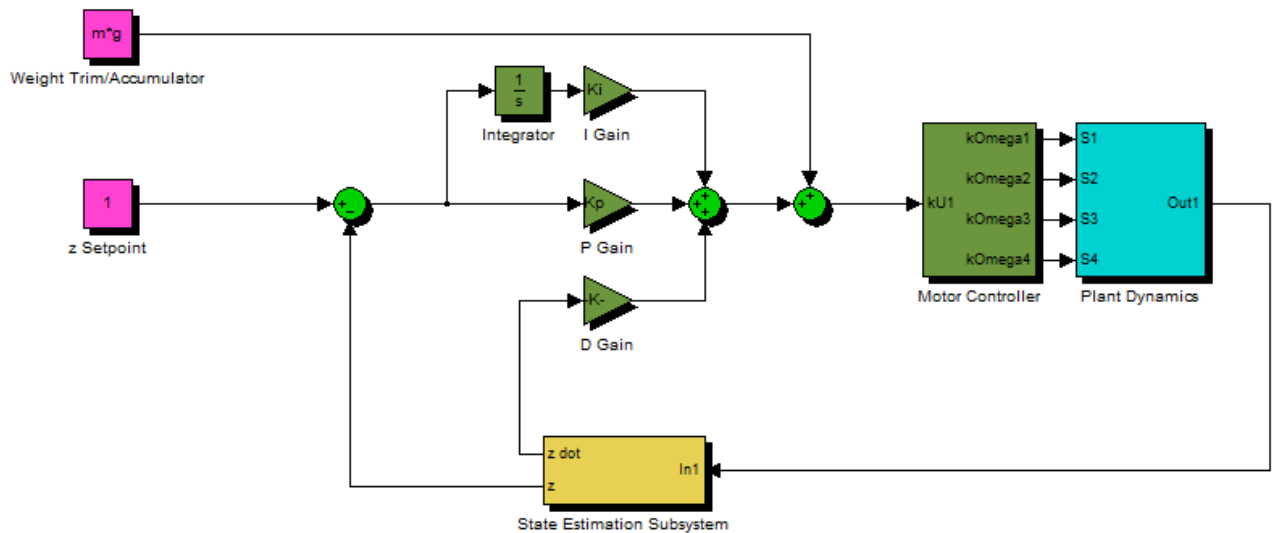 m*g
Weight Trim/Accumulator
1
s
Integrator
Ki
I Gain
1
z Setpoint
Kp
P Gain
-K-
D Gain
kU1
kOmega1
kOmega2
kOmega3
kOmega4
Motor Controller
S1
S2
S3
S4
Out1
Plant Dynamics
z dot
z
In1
State Estimation Subsystem